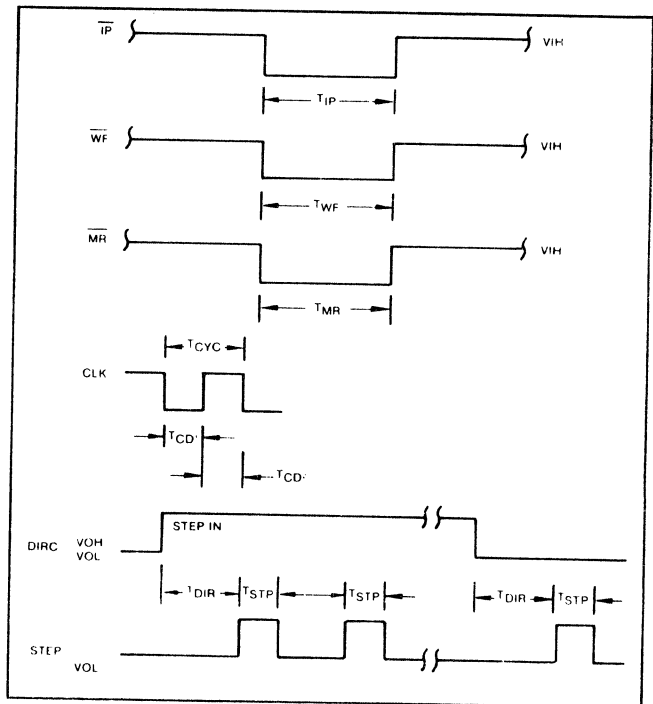 IP VIH
TIP
WF VIH
TWF
MR VIH
TMR
TCYC
CLK
TCD
TCD
STEP IN
DIRC VOH
VOL
TDIR TSTP TSTP TDIR TSTP
STEP
VOL